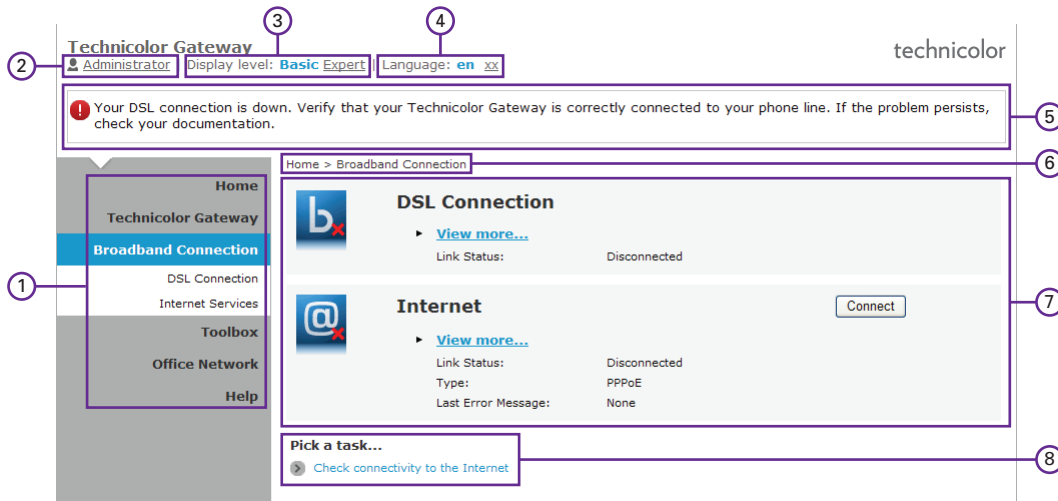 3
4
Technicolor Gateway
technicolor
2
Administrator
Display level: Basic Expert | Language: en xx
Your DSL connection is down. Verify that your Technicolor Gateway is correctly connected to your phone line. If the problem persists,
check your documentation.
5
Home > Broadband Connection
6
Home
Technicolor Gateway
Broadband Connection
DSL Connection
Internet Services
Toolbox
Office Network
Help
1
b
DSL Connection
View more...
Link Status: Disconnected
@
Internet
Connect
7
View more...
Link Status: Disconnected
Type: PPPoE
Last Error Message: None
Pick a task...
Check connectivity to the Internet
8